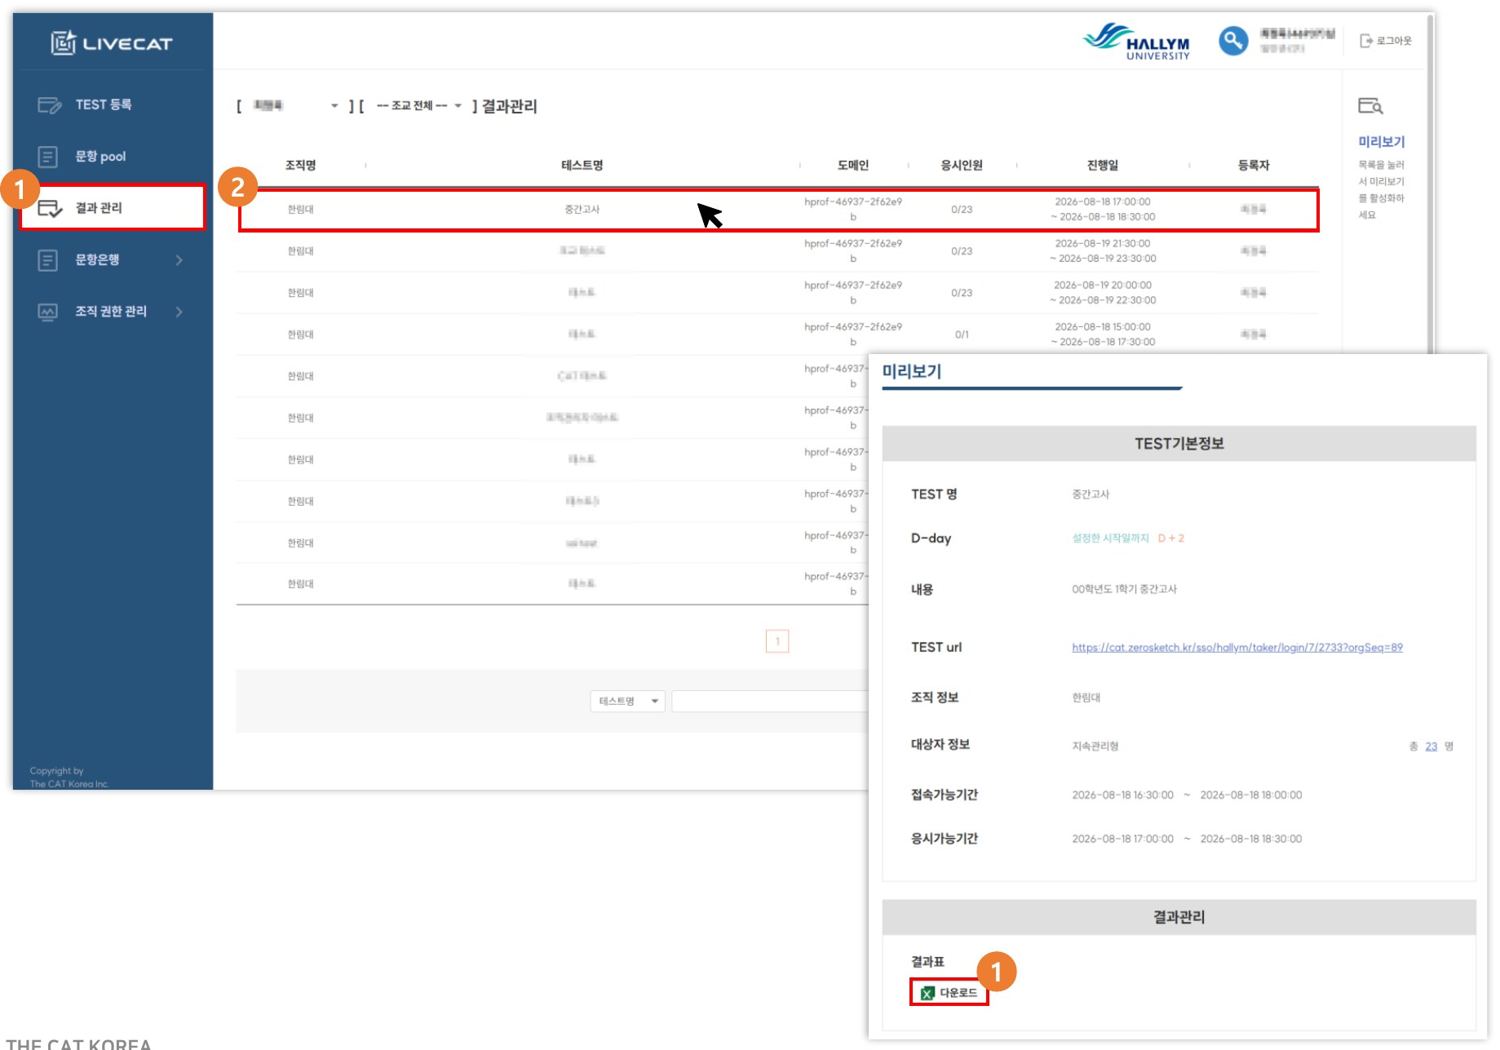 LIVECAT
HALLYM
UNIVERSITY
로그아웃
TEST 등록
문항 pool
1
결과 관리
문항은행
조직 권한 관리
Copyright by
The CAT Korea Inc.
[ ] [ -- 조교 전체 -- ] 결과관리
조직명 테스트명 도메인 응시인원 진행일 등록자
2
한림대 중간고사 hprof-46937-2f62e9b 0/23 2026-08-18 17:00:00 ~ 2026-08-18 18:30:00
한림대 hprof-46937-2f62e9b 0/23 2026-08-19 21:30:00 ~ 2026-08-19 23:30:00
한림대 hprof-46937-2f62e9b 0/23 2026-08-19 20:00:00 ~ 2026-08-19 22:30:00
한림대 hprof-46937-2f62e9b 0/1 2026-08-18 15:00:00 ~ 2026-08-18 17:30:00
한림대 hprof-46937- b
한림대 hprof-46937- b
한림대 hprof-46937- b
한림대 hprof-46937- b
한림대 hprof-46937- b
한림대 hprof-46937- b
1
테스트명
미리보기
목록을 눌러
서 미리보기
를 활성화하
세요
미리보기
TEST기본정보
TEST 명 중간고사
D-day 설정한 시작일까지 D + 2
내용 00학년도 1학기 중간고사
TEST url https://cat.zerosketch.kr/sso/hallym/taker/login/7/2733?orgSeq=89
조직 정보 한림대
대상자 정보 지속관리형 총 23 명
접속가능기간 2026-08-18 16:30:00 ~ 2026-08-18 18:00:00
응시가능기간 2026-08-18 17:00:00 ~ 2026-08-18 18:30:00
결과관리
결과표
1
다운로드
THE CAT KOREA